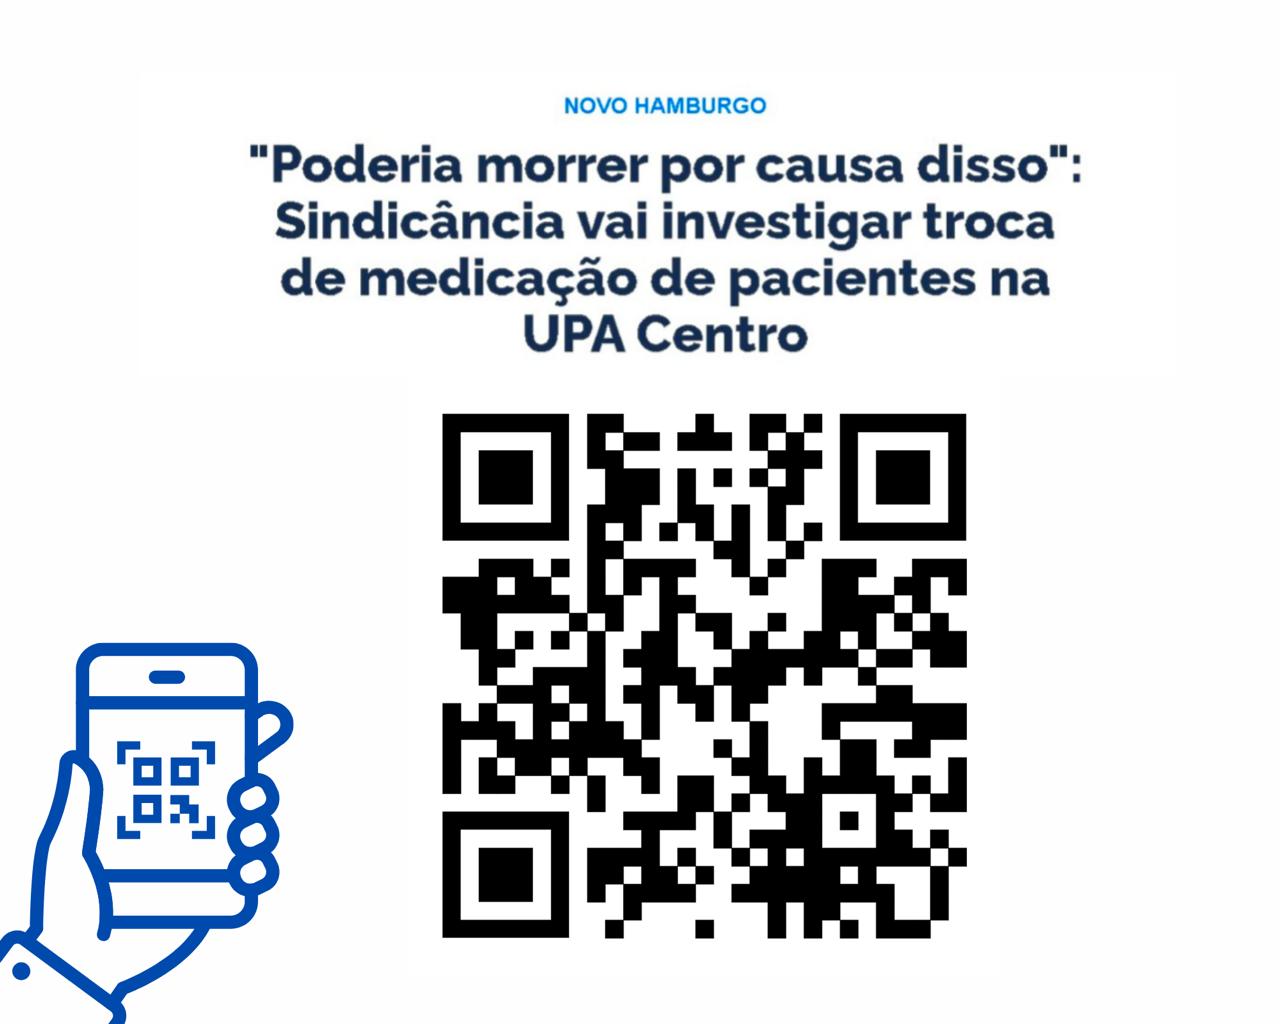 NOVO HAMBURGO
"Poderia morrer por causa disso":
Sindicância vai investigar troca
de medicação de pacientes na
UPA Centro